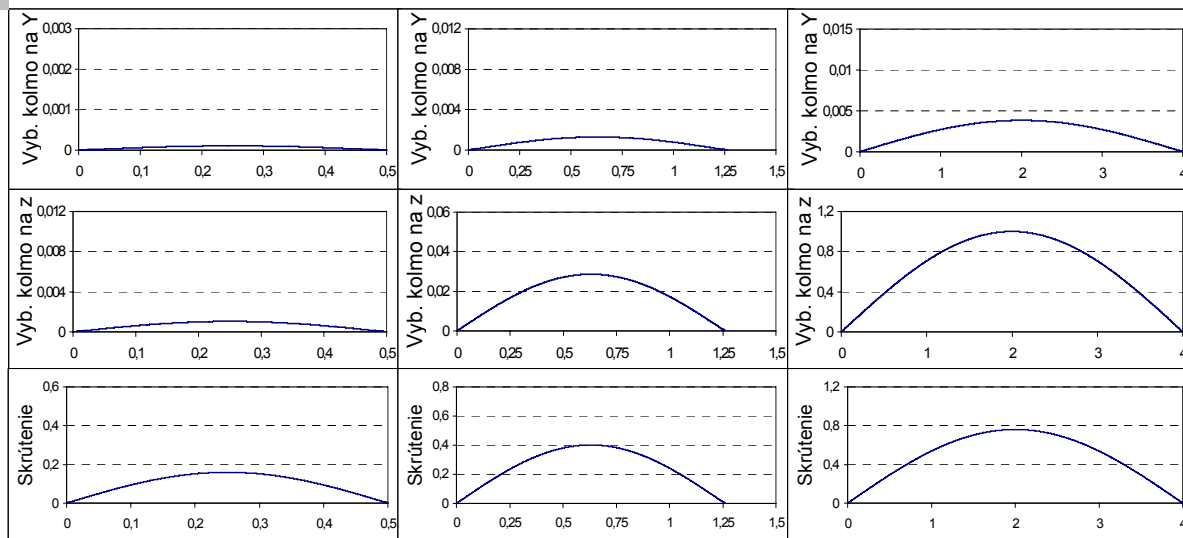 Vyb. kolmo na Y
0,003
0,002
0,001
0
0 0,1 0,2 0,3 0,4 0,5
Vyb. kolmo na Y
0,012
0,008
0,004
0
0 0,25 0,5 0,75 1 1,25 1,5
Vyb. kolmo na Y
0,015
0,01
0,005
0
0 1 2 3 4
Vyb. kolmo na z
0,012
0,008
0,004
0
0 0,1 0,2 0,3 0,4 0,5
Vyb. kolmo na z
0,06
0,04
0,02
0
0 0,25 0,5 0,75 1 1,25 1,5
Vyb. kolmo na z
1,2
0,8
0,4
0
0 1 2 3 4
Skrútenie
0,6
0,4
0,2
0
0 0,1 0,2 0,3 0,4 0,5
Skrútenie
0,8
0,6
0,4
0,2
0
0 0,25 0,5 0,75 1 1,25 1,5
Skrútenie
1,2
0,8
0,4
0
0 1 2 3 4